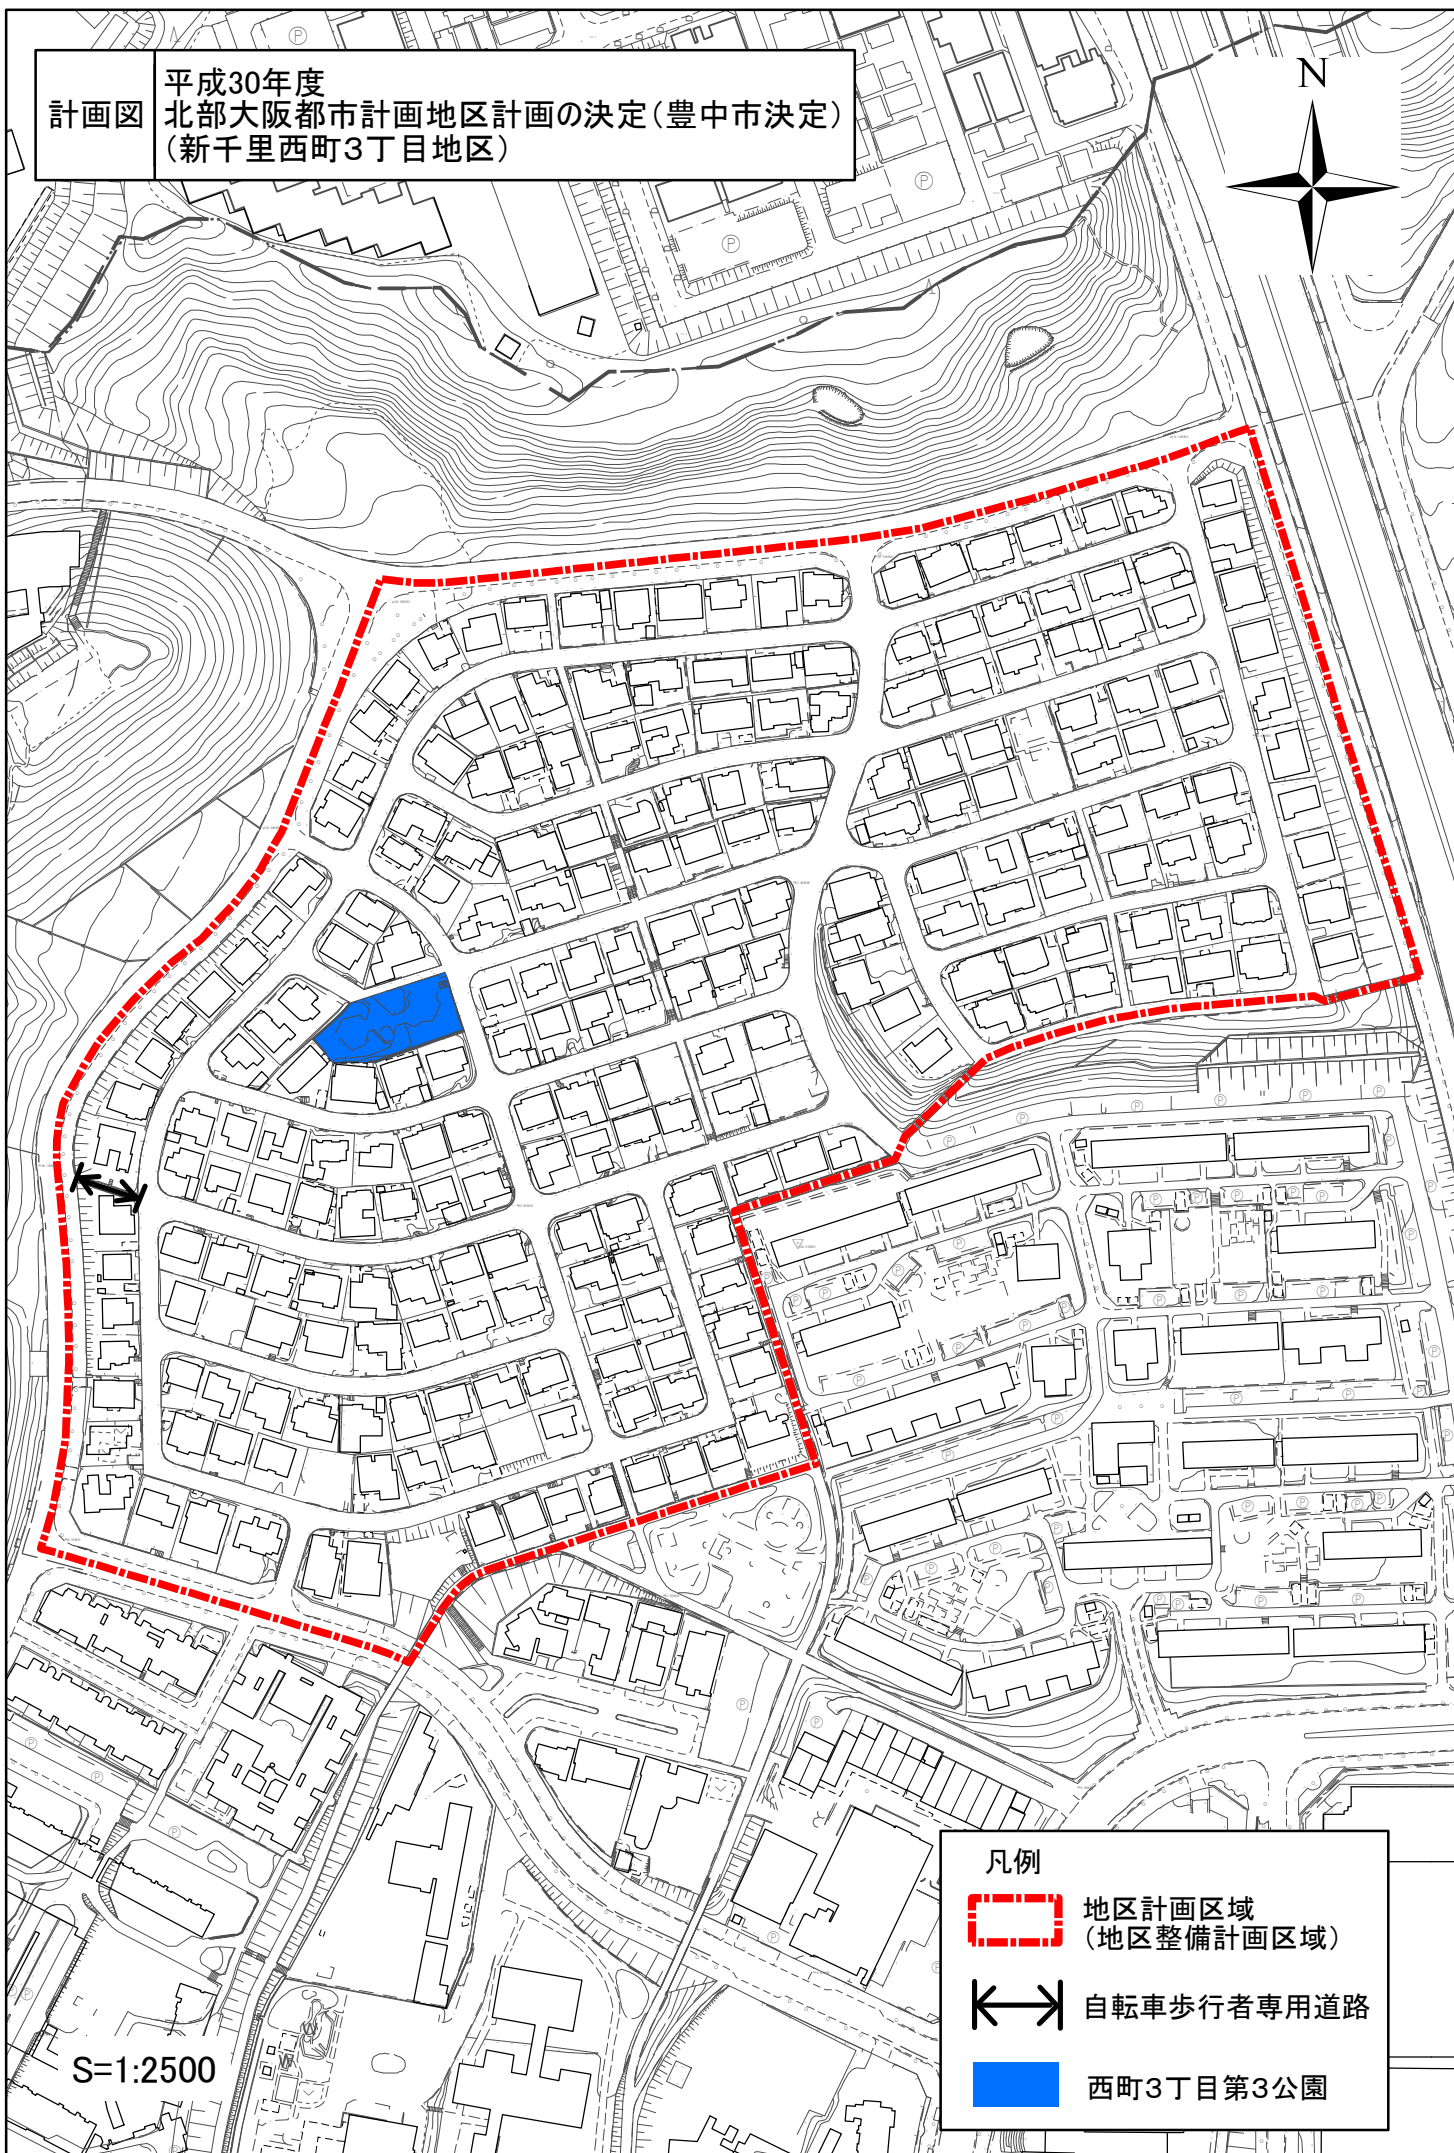 計画図
平成30年度
北部大阪都市計画地区計画の決定(豊中市決定)
(新千里西町3丁目地区)
N
凡例
地区計画区域
(地区整備計画区域)
自転車歩行者専用道路
西町3丁目第3公園
S=1:2500